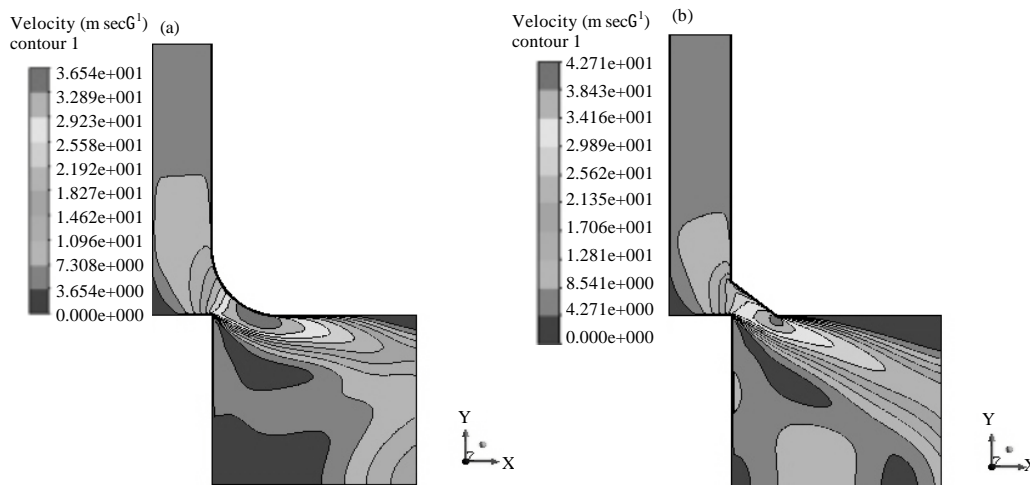 Velocity (m secG¹)
contour 1
(a)
3.654e+001
3.289e+001
2.923e+001
2.558e+001
2.192e+001
1.827e+001
1.462e+001
1.096e+001
7.308e+000
3.654e+000
0.000e+000
Y
X
Velocity (m secG¹)
contour 1
(b)
4.271e+001
3.843e+001
3.416e+001
2.989e+001
2.562e+001
2.135e+001
1.706e+001
1.281e+001
8.541e+000
4.271e+000
0.000e+000
Y
X